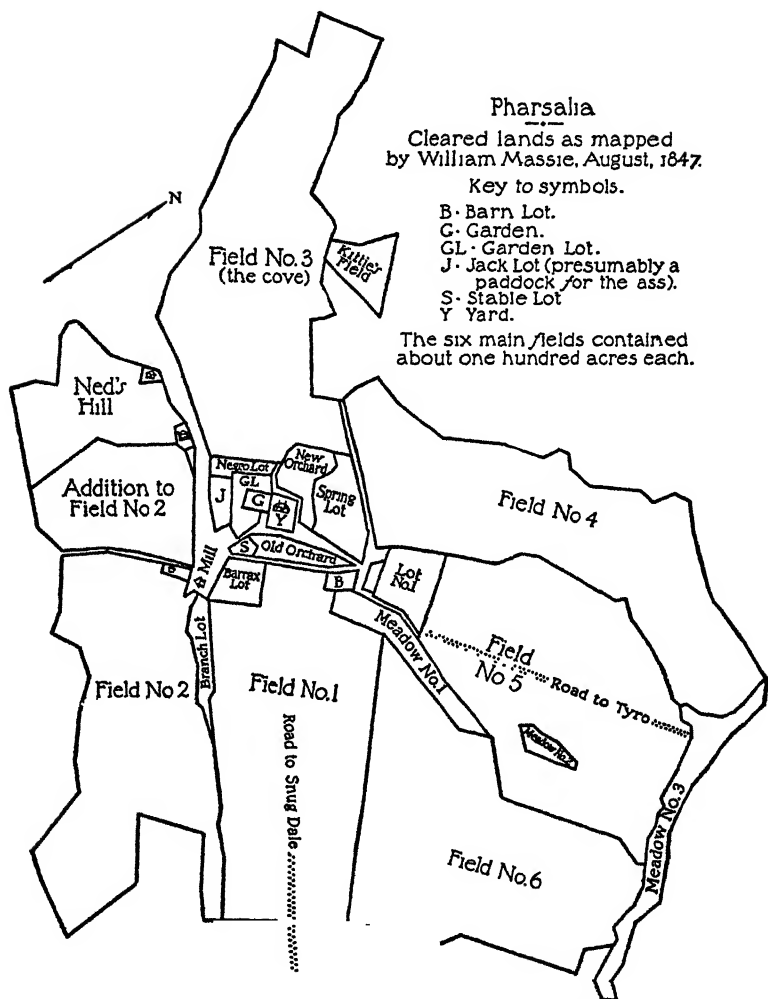 Pharsalia
Cleared lands as mapped
by William Massie, August, 1847.
Key to symbols.
B· Barn Lot.
G· Garden.
GL· Garden Lot.
J· Jack Lot (presumably a
paddock for the ass).
S· Stable Lot
Y Yard.
The six main fields contained
about one hundred acres each.
N
Field No. 3
(the cove)
Kittie's
Field
Ned's
Hill
Addition to
Field No 2
Negro Lot
New
Orchard
GL
J
G
Y
Spring
Lot
Field No 4
S
Old Orchard
Mill
B
Barrax
Lot
B
Lot
No.1
Branch Lot
Meadow No.1
Field
No 5
Road to Tyro
Field No 2
Field No.1
Meadow No.2
Road to Snug Dale
Meadow No.3
Field No.6